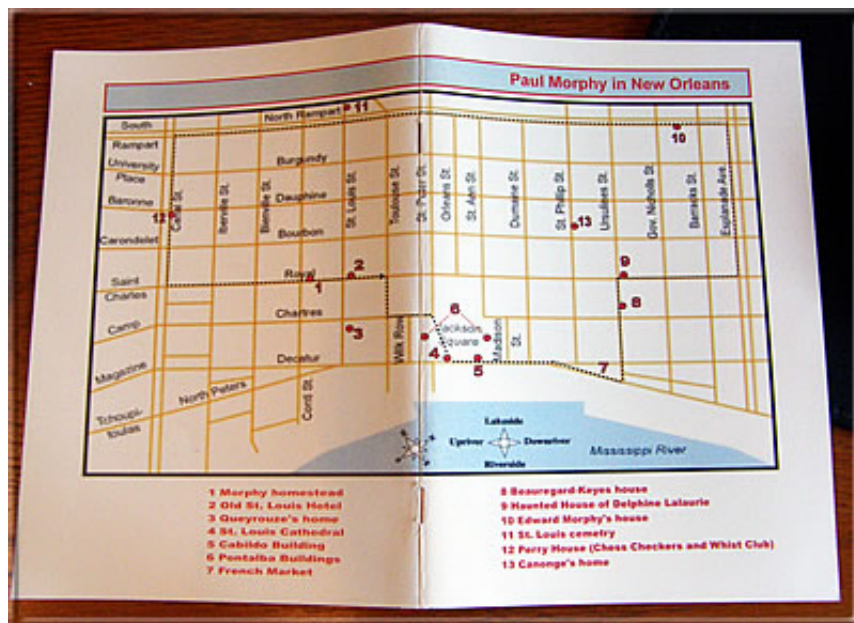 Paul Morphy in New Orleans
South
Rampart
University
Place
Baronne
Carondelet
Saint
Charles
Camp
Magazine
Tchoupi-
toulas
North Rampart
Burgundy
Dauphine
Bourbon
Royal
Chartres
Decatur
North Peters
Canal St.
Iberville St.
Bienville St.
Conti St.
St. Louis St.
Toulouse St.
Wilk Row
St. Peter St.
Orleans St.
St. Ann St.
Madison
St.
Dumaine St.
St. Philip St.
Ursulees St.
Gov. Nicholls St.
Barracks St.
Esplanade Ave.
Jackson
Square
11
10
12
13
1
2
9
8
3
6
4
5
7
Lakeside
Upriver
Downriver
Riverside
Mississippi River
1 Morphy homestead
2 Old St. Louis Hotel
3 Queyrouze's home
4 St. Louis Cathedral
5 Cabildo Building
6 Pontalba Buildings
7 French Market
8 Beauregard-Keyes house
9 Haunted House of Delphine Lalaurie
10 Edward Morphy's house
11 St. Louis cemetry
12 Perry House (Chess Checkers and Whist Club)
13 Canonge's home